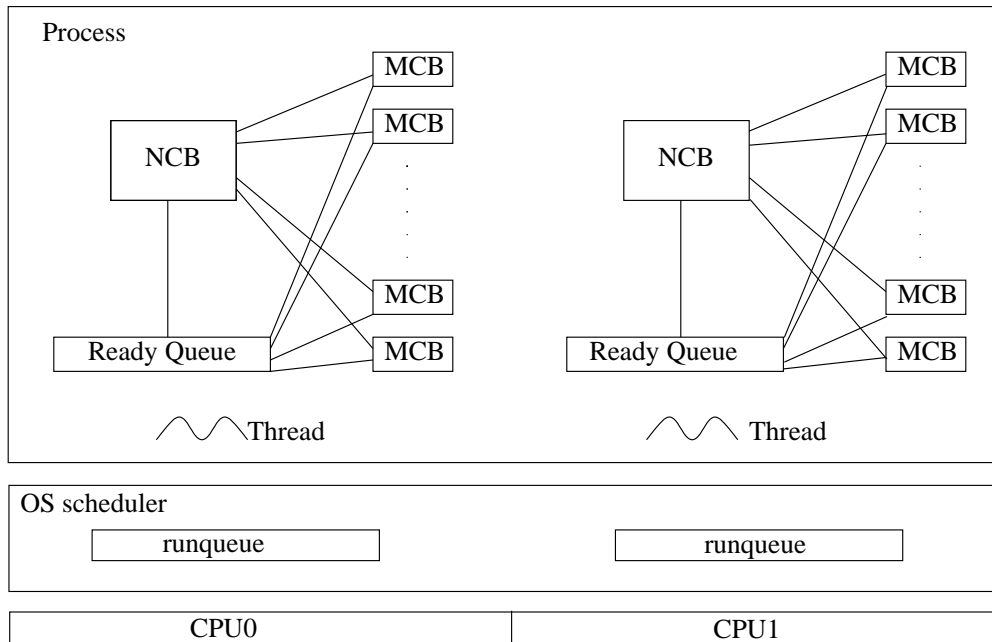 Process
MCB
MCB
NCB
MCB
MCB
Ready Queue
Thread
MCB
MCB
NCB
MCB
MCB
Ready Queue
Thread
OS scheduler
runqueue
runqueue
CPU0
CPU1